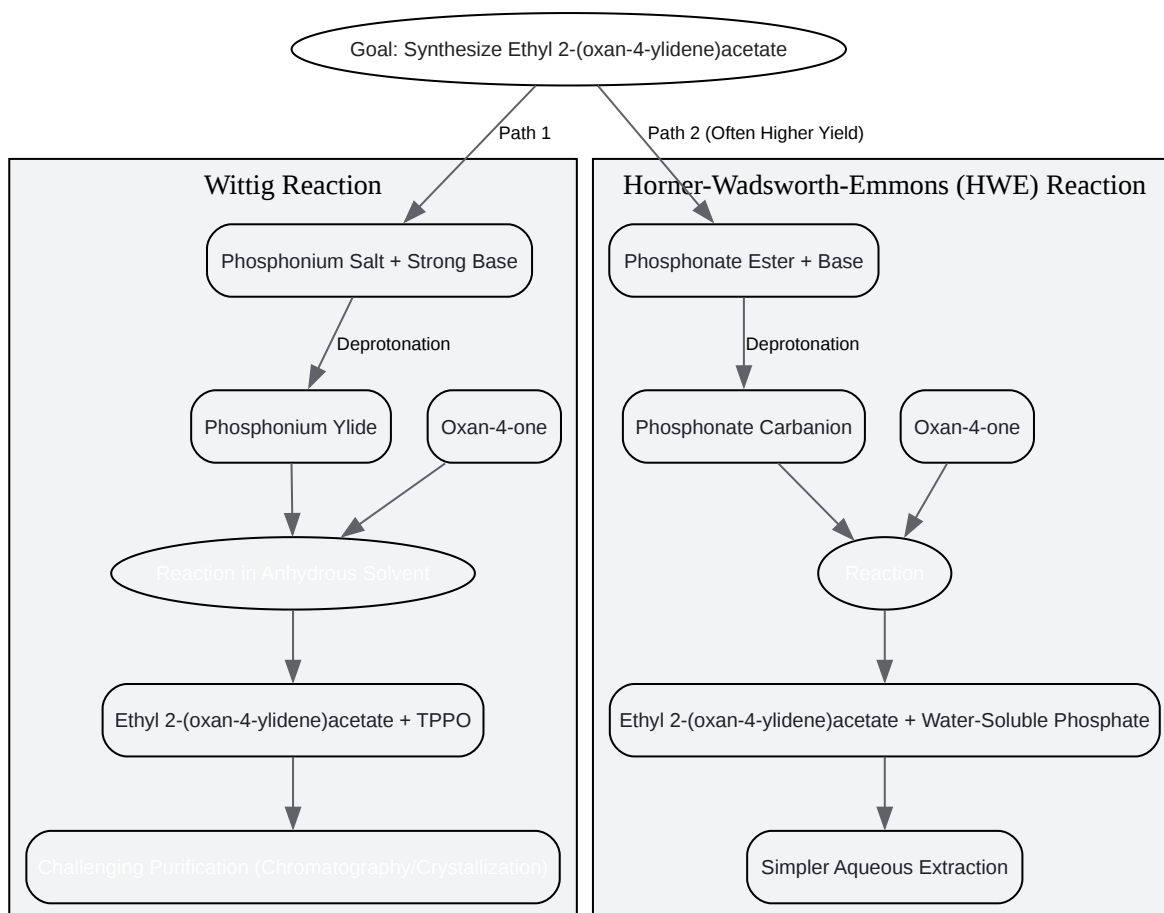 Goal: Synthesize Ethyl 2-(oxan-4-ylidene)acetate
Path 1
Path 2 (Often Higher Yield)
Wittig Reaction
Phosphonium Salt + Strong Base
Deprotonation
Phosphonium Ylide
Oxan-4-one
Reaction in Anhydrous Solvent
Ethyl 2-(oxan-4-ylidene)acetate + TPPO
Challenging Purification (Chromatography/Crystallization)
Horner-Wadsworth-Emmons (HWE) Reaction
Phosphonate Ester + Base
Deprotonation
Phosphonate Carbanion
Oxan-4-one
Reaction
Ethyl 2-(oxan-4-ylidene)acetate + Water-Soluble Phosphate
Simpler Aqueous Extraction